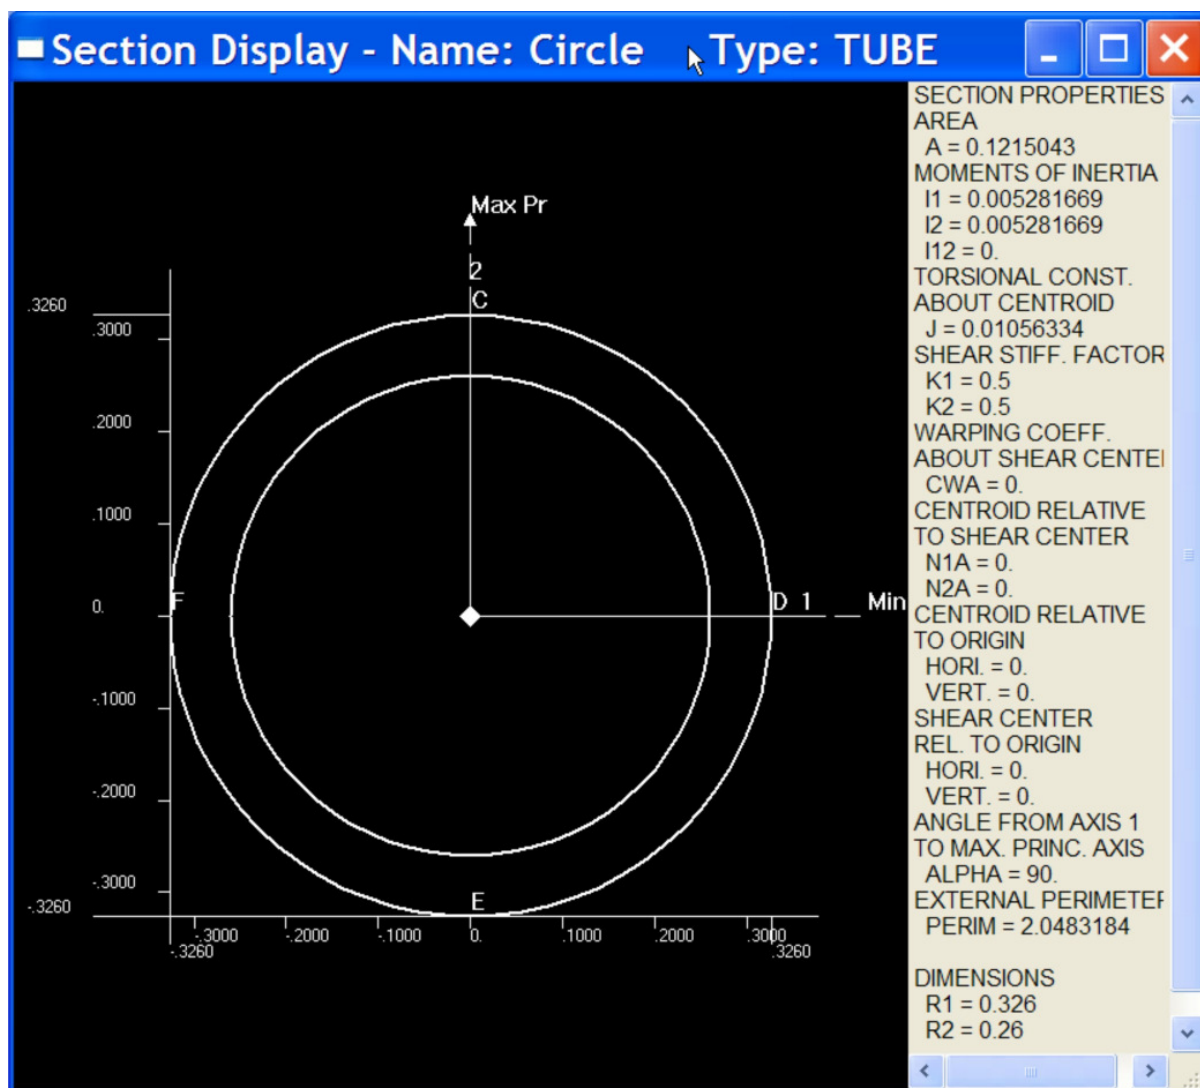 Section Display - Name: Circle Type: TUBE
Max Pr
2
C
.3260
.3000
.2000
.1000
0.
-.1000
-.2000
-.3000
-.3260
F
D 1 Min
E
-.3000 -.2000 -.1000 0. .1000 .2000 .3000
-.3260 .3260
SECTION PROPERTIES
AREA
A = 0.1215043
MOMENTS OF INERTIA
I1 = 0.005281669
I2 = 0.005281669
I12 = 0.
TORSIONAL CONST.
ABOUT CENTROID
J = 0.01056334
SHEAR STIFF. FACTOR
K1 = 0.5
K2 = 0.5
WARPING COEFF.
ABOUT SHEAR CENTE
CWA = 0.
CENTROID RELATIVE
TO SHEAR CENTER
N1A = 0.
N2A = 0.
CENTROID RELATIVE
TO ORIGIN
HORI. = 0.
VERT. = 0.
SHEAR CENTER
REL. TO ORIGIN
HORI. = 0.
VERT. = 0.
ANGLE FROM AXIS 1
TO MAX. PRINC. AXIS
ALPHA = 90.
EXTERNAL PERIMETER
PERIM = 2.0483184
DIMENSIONS
R1 = 0.326
R2 = 0.26